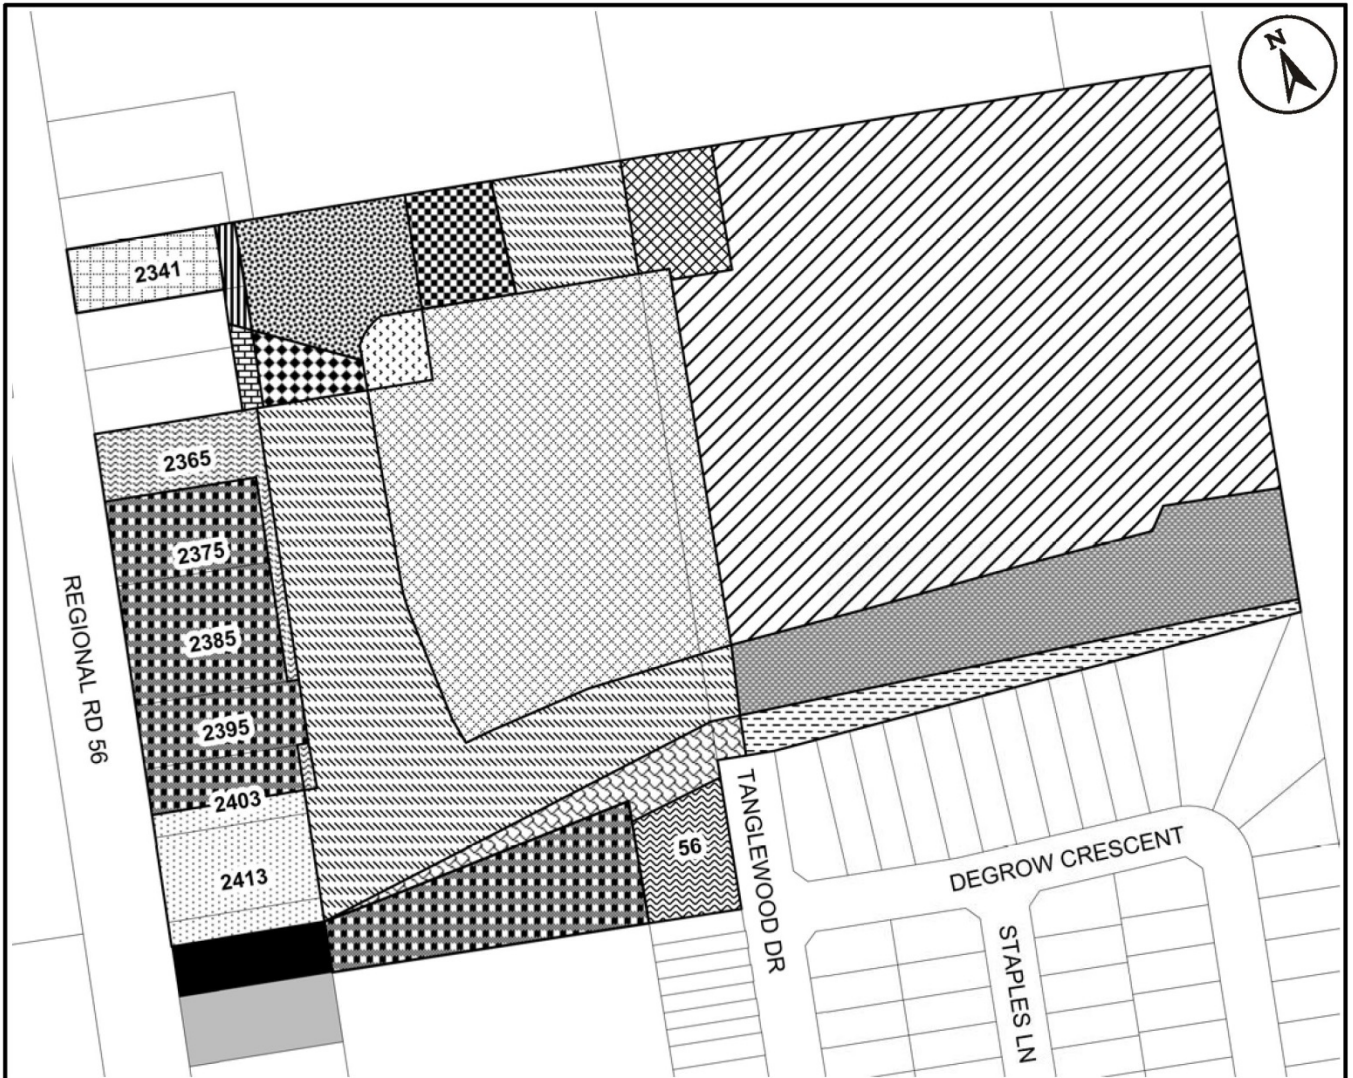 N
2341
2365
2375
2385
2395
2403
2413
56
REGIONAL RD 56
TANGLEWOOD DR
DEGROW CRESCENT
STAPLES LN